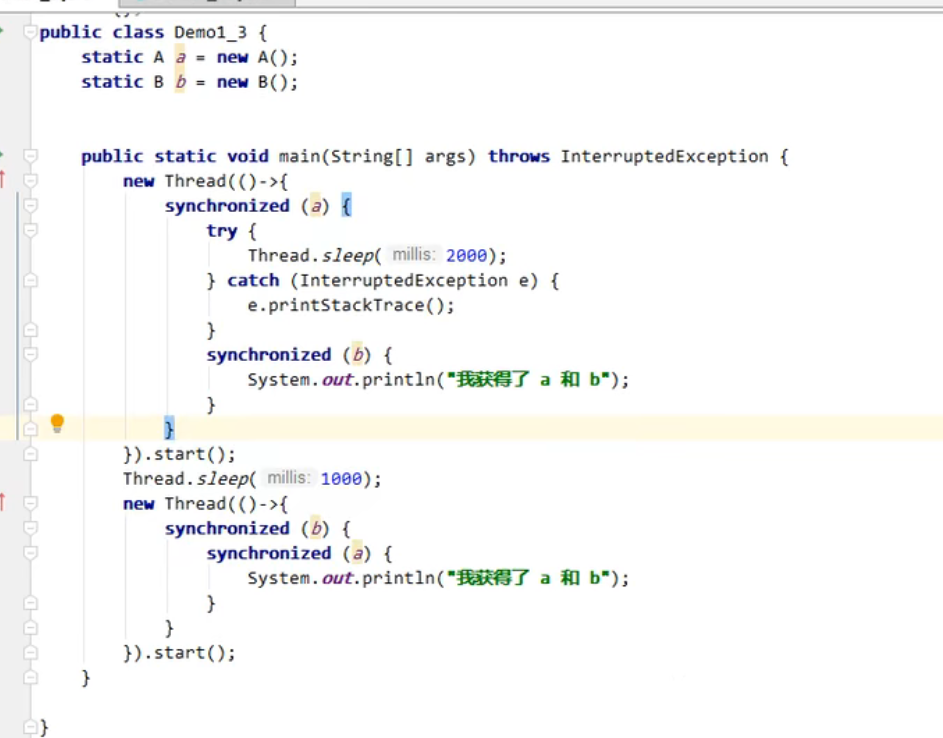 public class Demo1_3 {
static A a = new A();
static B b = new B();
public static void main(String[] args) throws InterruptedException {
new Thread(()->{
synchronized (a) {
try {
Thread.sleep( millis: 2000);
} catch (InterruptedException e) {
e.printStackTrace();
}
synchronized (b) {
System.out.println("我获得了 a 和 b");
}
}
}).start();
Thread.sleep( millis: 1000);
new Thread(()->{
synchronized (b) {
synchronized (a) {
System.out.println("我获得了 a 和 b");
}
}
}).start();
}
}